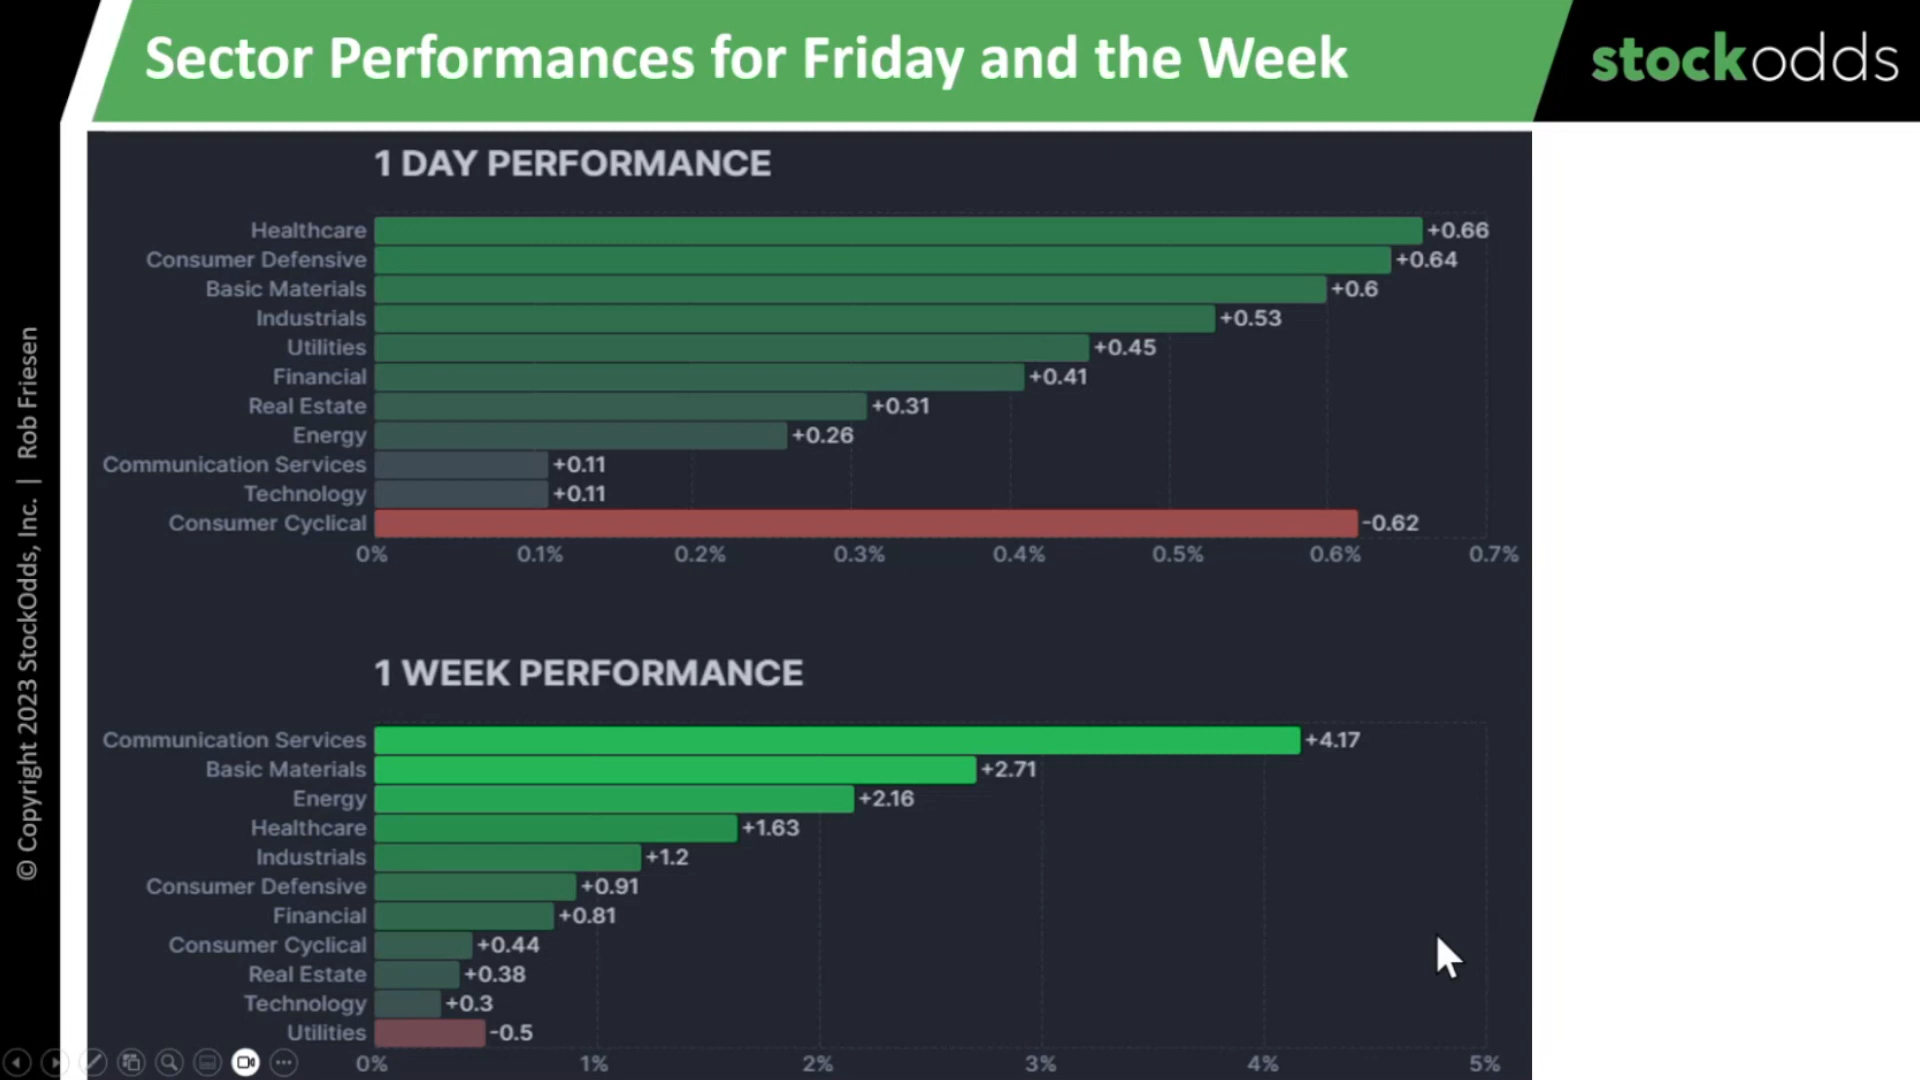 Sector Performances for Friday and the Week
stockodds
© Copyright 2023 StockOdds, Inc. | Rob Friesen
1 DAY PERFORMANCE
Healthcare +0.66
Consumer Defensive +0.64
Basic Materials +0.6
Industrials +0.53
Utilities +0.45
Financial +0.41
Real Estate +0.31
Energy +0.26
Communication Services +0.11
Technology +0.11
Consumer Cyclical -0.62
0% 0.1% 0.2% 0.3% 0.4% 0.5% 0.6% 0.7%
1 WEEK PERFORMANCE
Communication Services +4.17
Basic Materials +2.71
Energy +2.16
Healthcare +1.63
Industrials +1.2
Consumer Defensive +0.91
Financial +0.81
Consumer Cyclical +0.44
Real Estate +0.38
Technology +0.3
Utilities -0.5
0% 1% 2% 3% 4% 5%